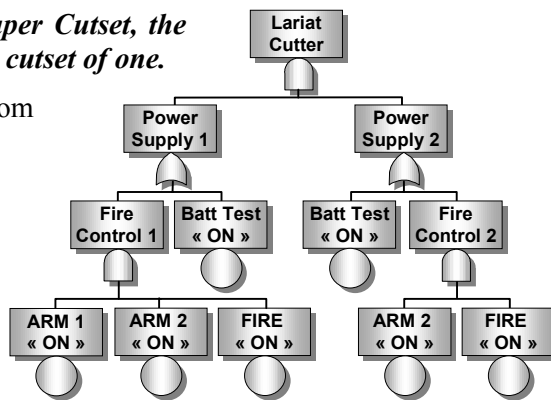 aper Cutset, the
cutset of one.
om
Lariat
Cutter
Power
Supply 1
Power
Supply 2
Fire
Control 1
Batt Test
« ON »
Batt Test
« ON »
Fire
Control 2
ARM 1
« ON »
ARM 2
« ON »
FIRE
« ON »
ARM 2
« ON »
FIRE
« ON »